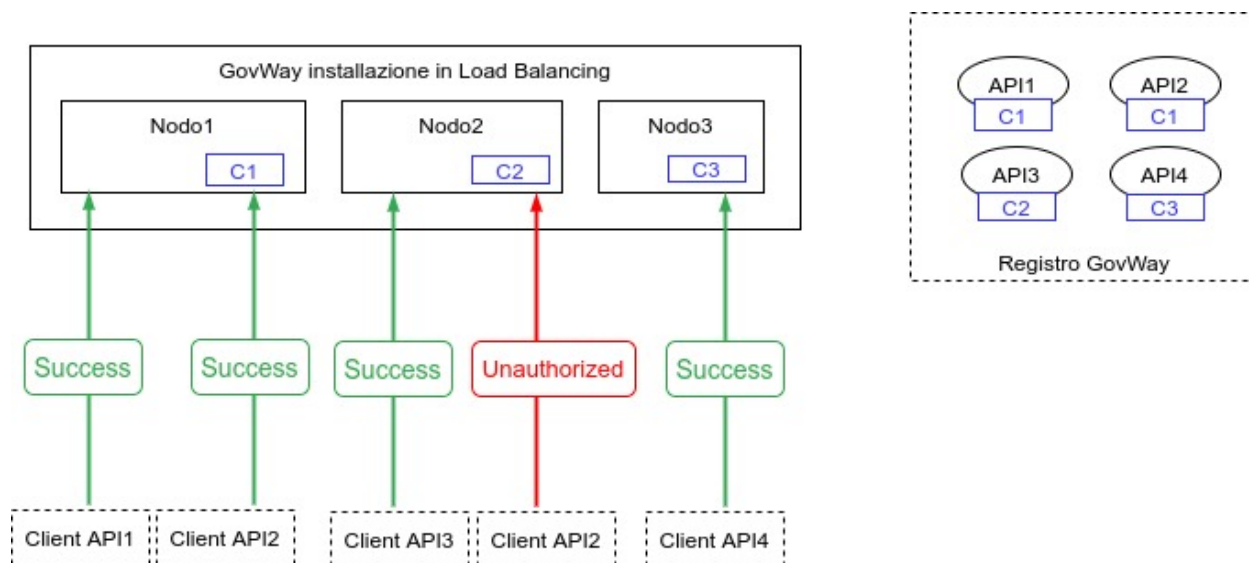 GovWay installazione in Load Balancing
Nodo1
C1
Nodo2
C2
Nodo3
C3
Success
Success
Success
Unauthorized
Success
Client API1
Client API2
Client API3
Client API2
Client API4
API1
C1
API2
C1
API3
C2
API4
C3
Registro GovWay